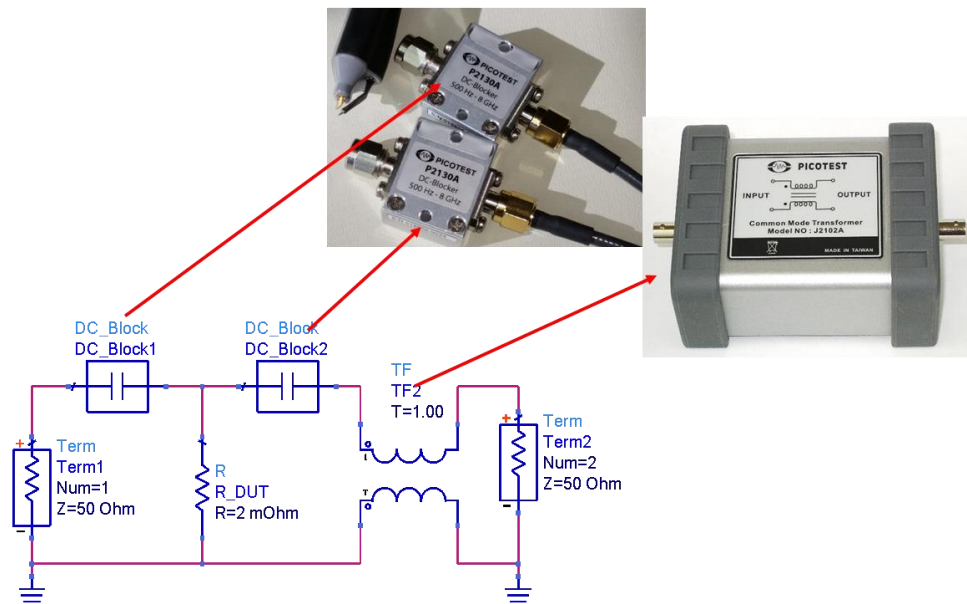 PICOTEST
P2130A
DC-Blocker
500 Hz - 8 GHz
PICOTEST
P2130A
DC-Blocker
500 Hz - 8 GHz
PICOTEST
INPUT
OUTPUT
Common Mode Transformer
Model NO : J2102A
MADE IN TAIWAN
DC_Block
DC_Block1
DC_Block
DC_Block2
TF
TF2
T=1.00
+
Term
Term1
Num=1
Z=50 Ohm
-
R
R_DUT
R=2 mOhm
1
T
+
Term
Term2
Num=2
Z=50 Ohm
-